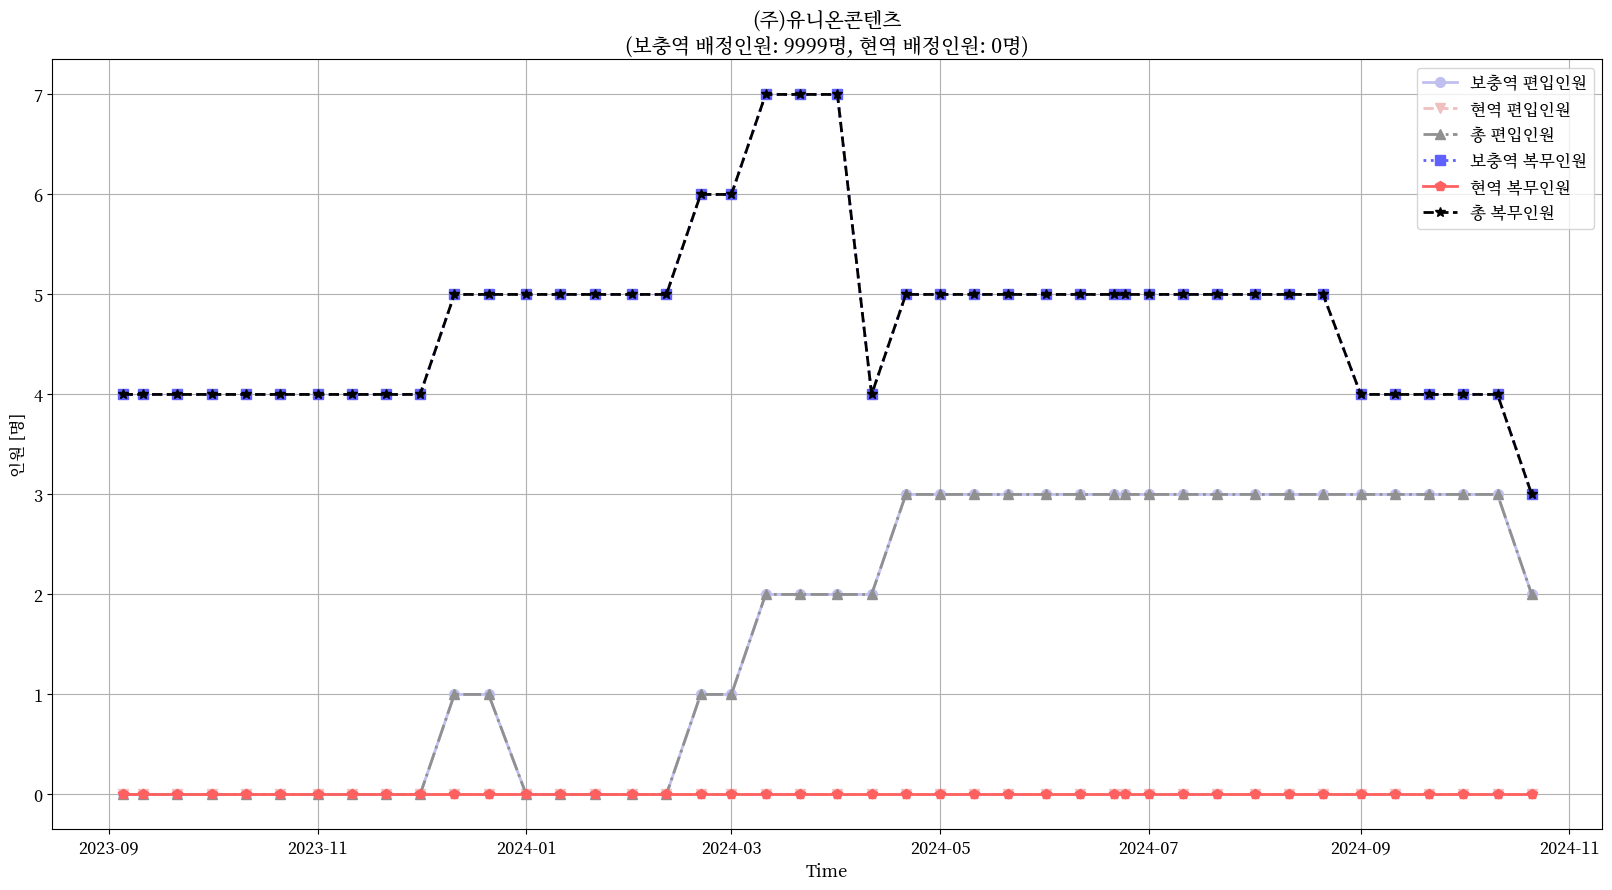 (주)유니온콘텐츠
(보충역 배정인원: 9999명, 현역 배정인원: 0명)
보충역 편입인원
현역 편입인원
총 편입인원
보충역 복무인원
현역 복무인원
총 복무인원
인원 [명]
7
6
5
4
3
2
1
0
2023-09
2023-11
2024-01
2024-03
2024-05
2024-07
2024-09
2024-11
Time